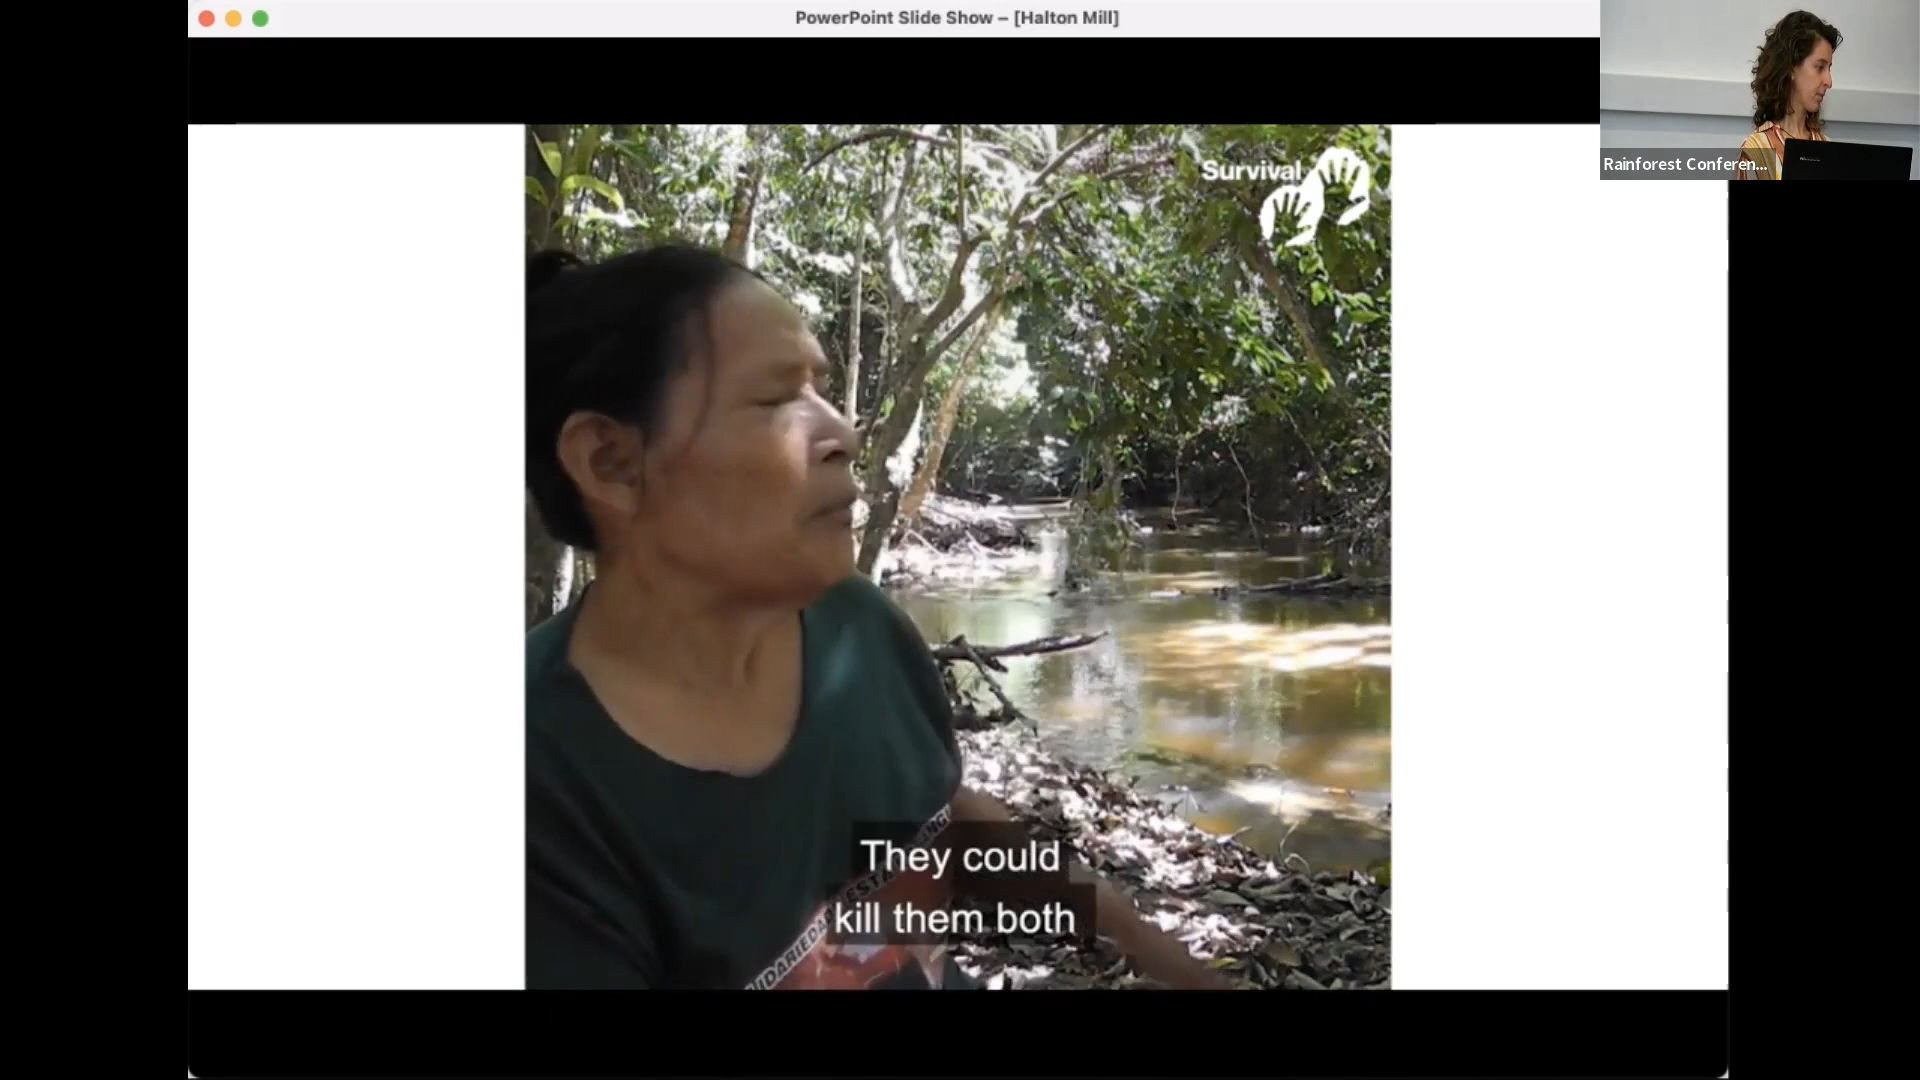 PowerPoint Slide Show – [Halton Mill]
Rainforest Conferen...
Survival
They could
kill them both